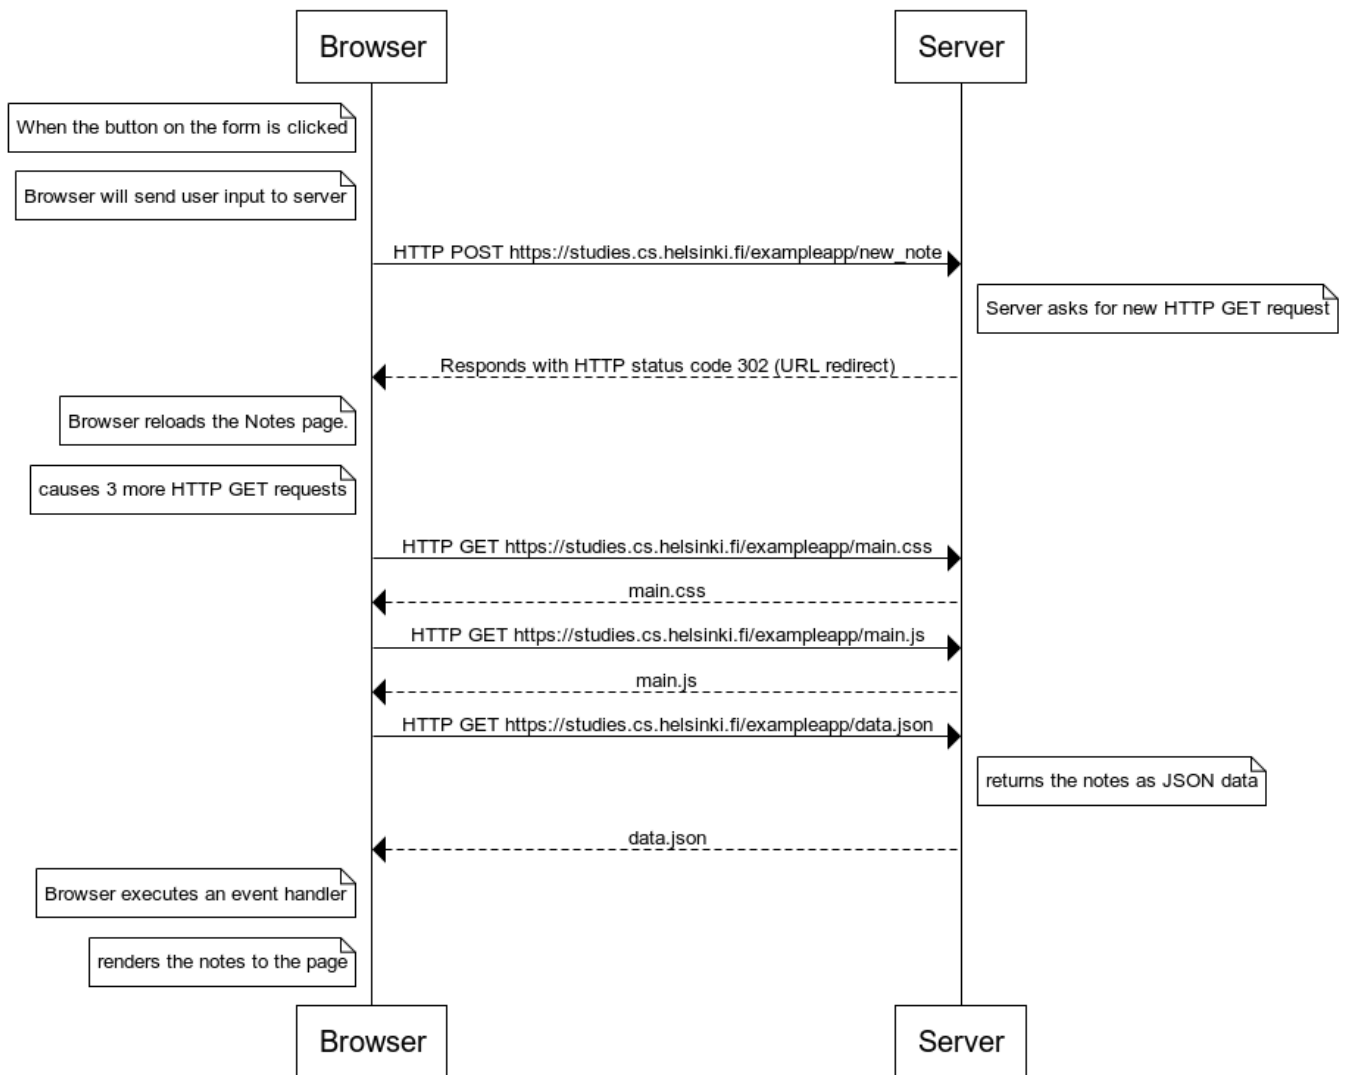 Browser
Server
When the button on the form is clicked
Browser will send user input to server
HTTP POST https://studies.cs.helsinki.fi/exampleapp/new_note
Server asks for new HTTP GET request
Responds with HTTP status code 302 (URL redirect)
Browser reloads the Notes page.
causes 3 more HTTP GET requests
HTTP GET https://studies.cs.helsinki.fi/exampleapp/main.css
main.css
HTTP GET https://studies.cs.helsinki.fi/exampleapp/main.js
main.js
HTTP GET https://studies.cs.helsinki.fi/exampleapp/data.json
returns the notes as JSON data
data.json
Browser executes an event handler
renders the notes to the page
Browser
Server